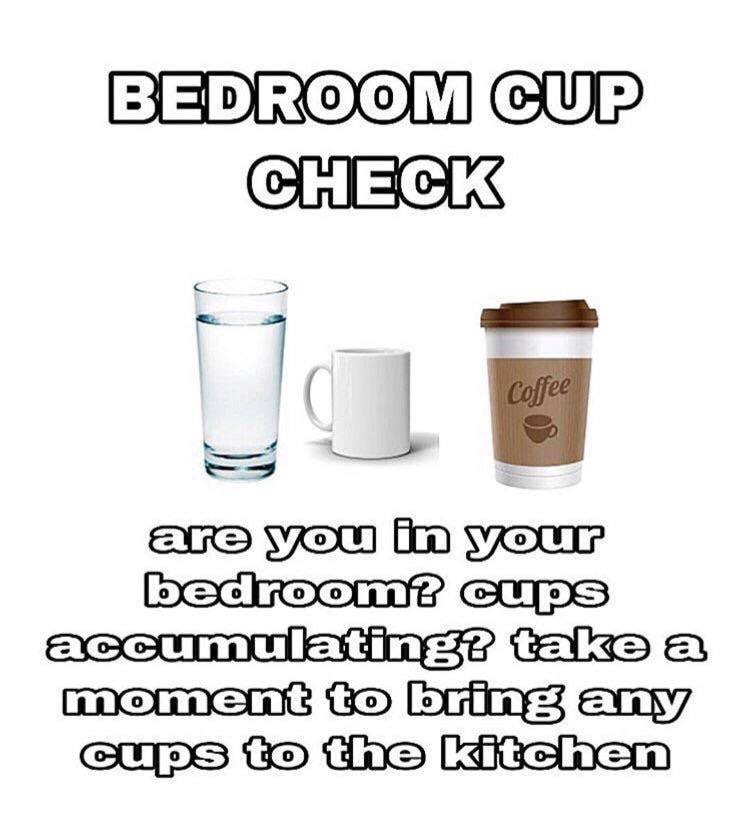 BEDROOM CUP
CHECK
Coffee
are you in your
bedroom? cups
accumulating? take a
moment to bring any
cups to the kitchen